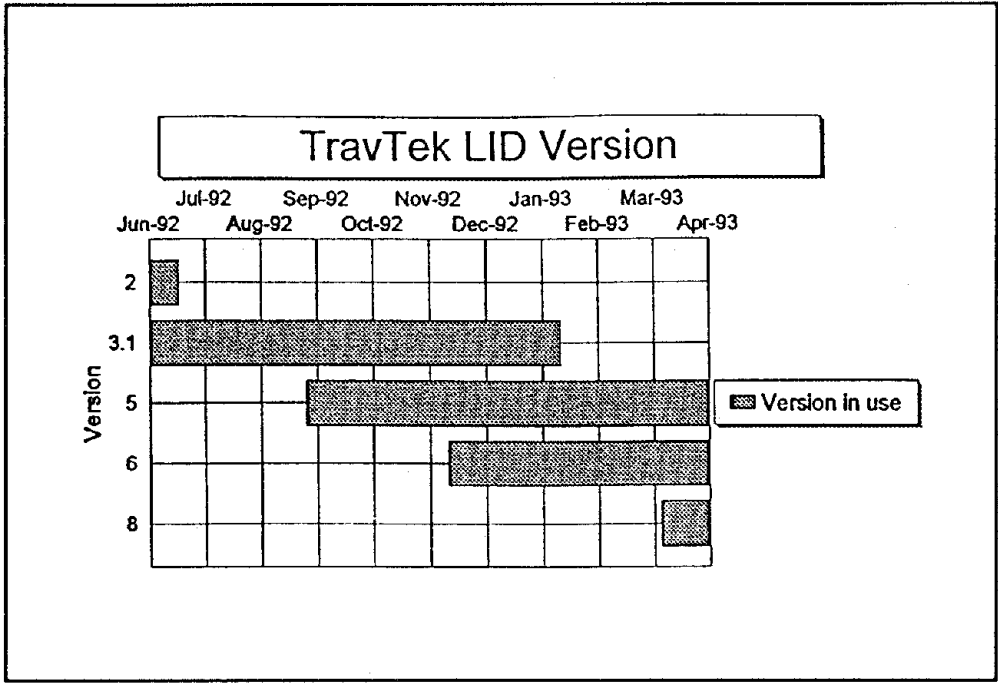 TravTek LID Version
Jul-92 Sep-92 Nov-92 Jan-93 Mar-93
Jun-92 Aug-92 Oct-92 Dec-92 Feb-93 Apr-93
2
3.1
5
6
8
Version
Version in use